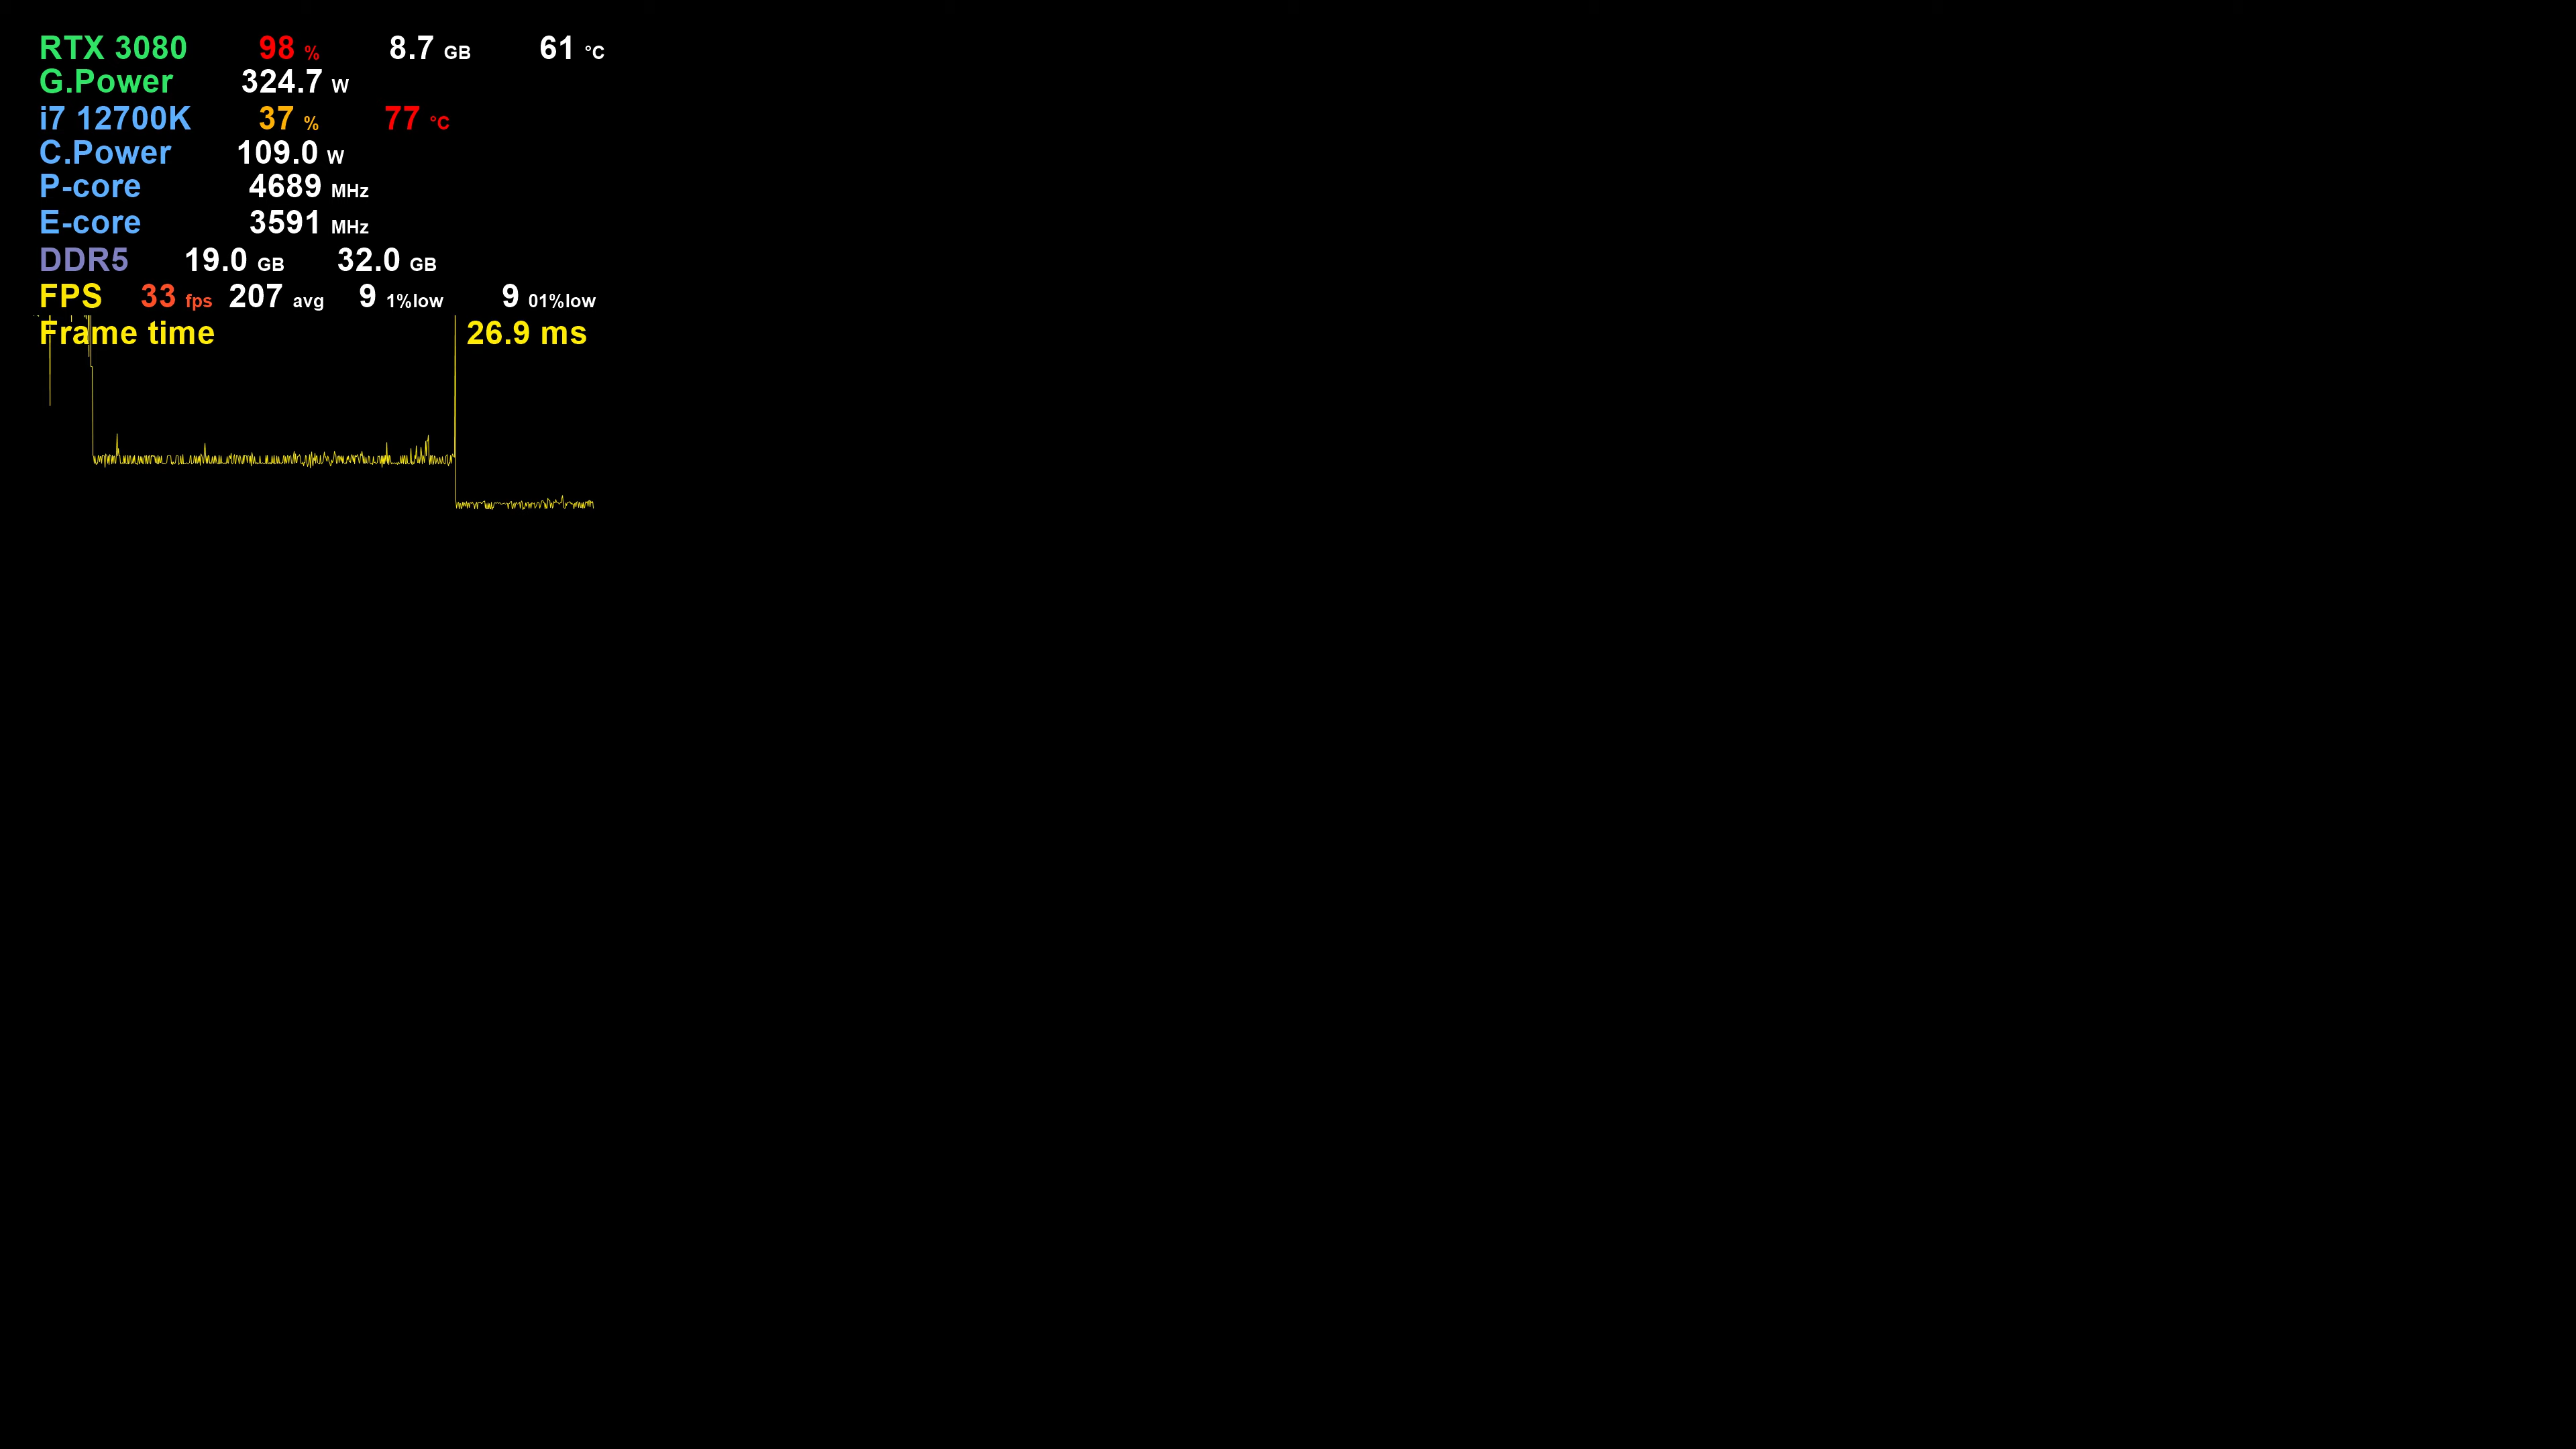 RTX 3080 98 % 8.7 GB 61 °C
G.Power 324.7 W
i7 12700K 37 % 77 °C
C.Power 109.0 W
P-core 4689 MHz
E-core 3591 MHz
DDR5 19.0 GB 32.0 GB
FPS 33 fps 207 avg 9 1%low 9 01%low
Frame time 26.9 ms